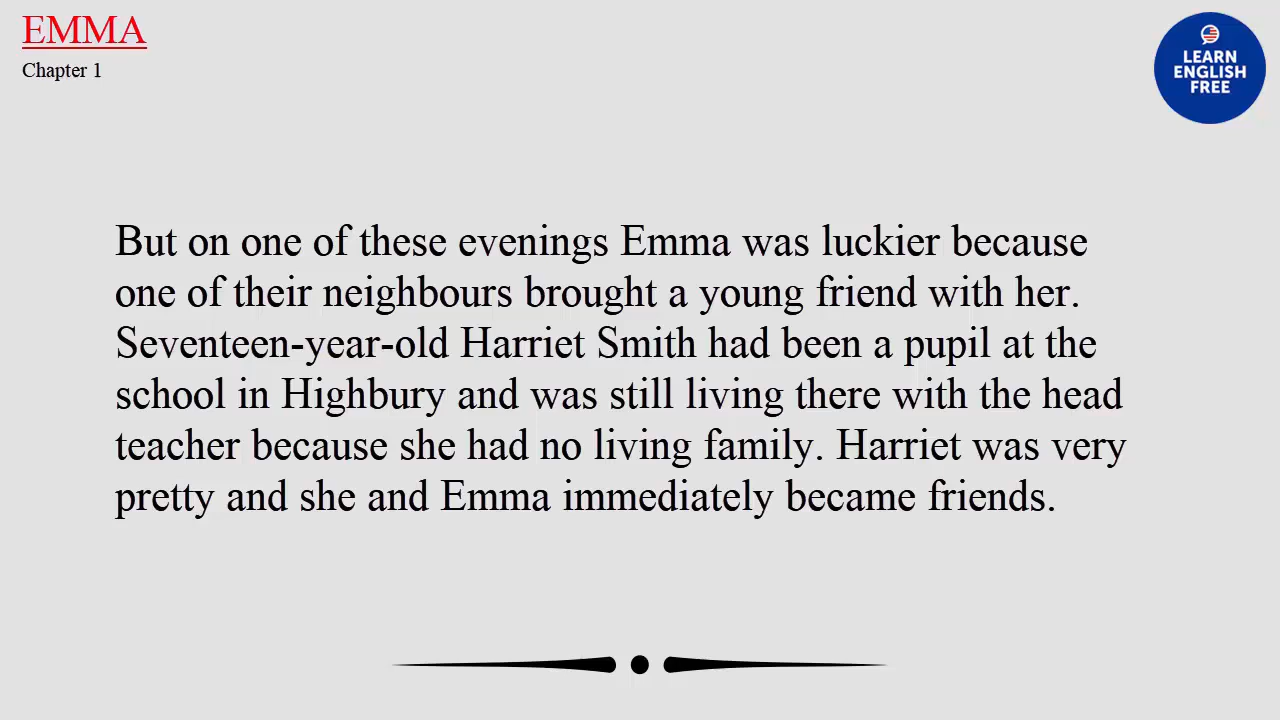 EMMA
Chapter 1
LEARN
ENGLISH
FREE
But on one of these evenings Emma was luckier because
one of their neighbours brought a young friend with her.
Seventeen-year-old Harriet Smith had been a pupil at the
school in Highbury and was still living there with the head
teacher because she had no living family. Harriet was very
pretty and she and Emma immediately became friends.